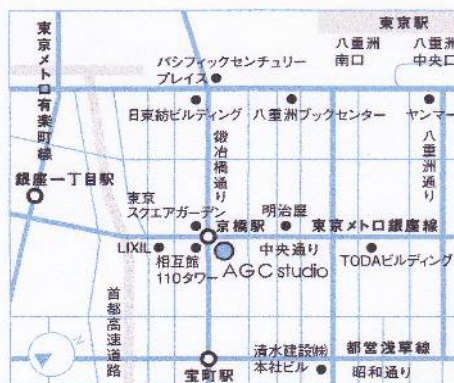 東京駅
八重洲
南口
八重洲
中央口
東京メトロ有楽町線
パシフィックセンチュリー
プレイス
日東紡ビルディング
八重洲ブックセンター
ヤンマー
鍛冶橋通り
八重洲通り
銀座一丁目駅
東京
スクエアガーデン
京橋駅
明治屋
東京メトロ銀座線
LIXIL
相互館
110タワー
中央通り
AGC studio
TODAビルディング
首都高速道路
N
清水建設㈱
本社ビル
都営浅草線
宝町駅
昭和通り